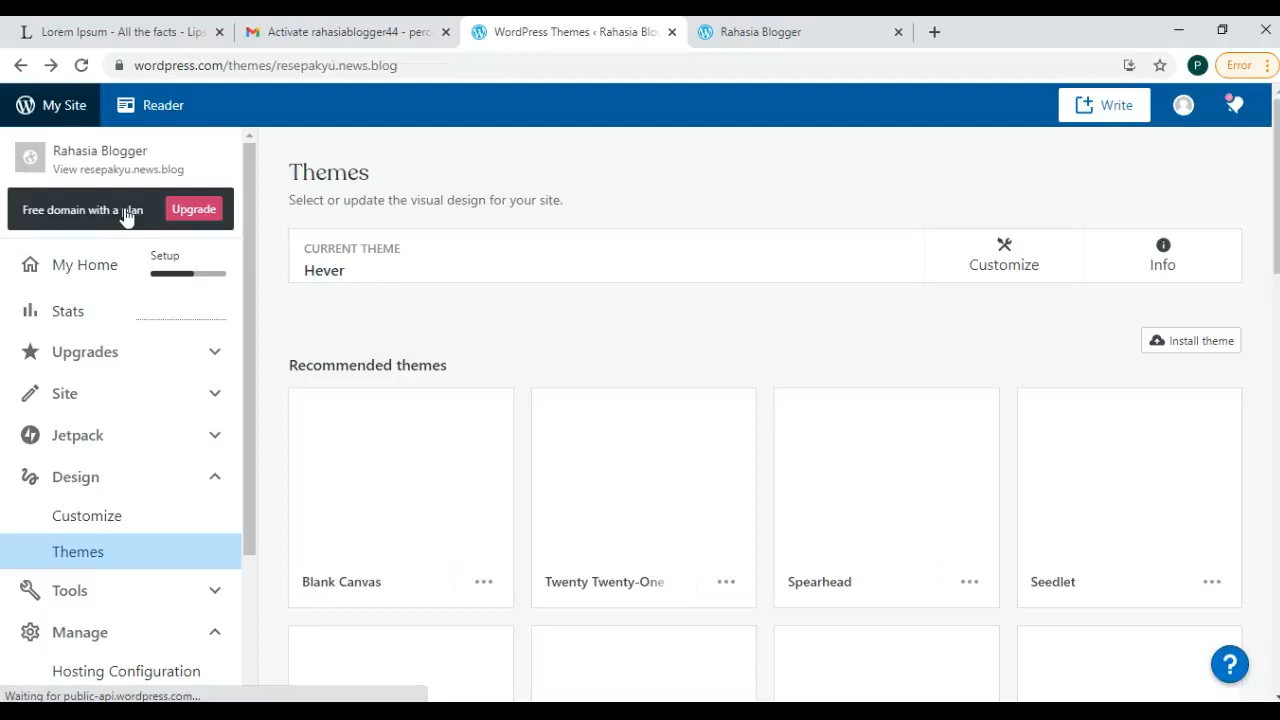 Lorem Ipsum - All the facts - Lips
Activate rahasiablogger44 - perc
WordPress Themes ‹ Rahasia Blo
Rahasia Blogger
wordpress.com/themes/resepakyu.news.blog
P
Error
My Site
Reader
Write
Rahasia Blogger
View resepakyu.news.blog
Free domain with a plan
Upgrade
My Home
Setup
Stats
Upgrades
Site
Jetpack
Design
Customize
Themes
Tools
Manage
Hosting Configuration
Waiting for public-api.wordpress.com...
Themes
Select or update the visual design for your site.
CURRENT THEME
Hever
Customize
Info
Install theme
Recommended themes
Blank Canvas
Twenty Twenty-One
Spearhead
Seedlet